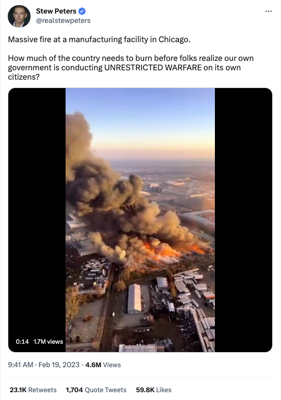 Stew Peters
@realstewpeters
Massive fire at a manufacturing facility in Chicago.
How much of the country needs to burn before folks realize our own
government is conducting UNRESTRICTED WARFARE on its own
citizens?
0:14 1.7M views
9:41 AM · Feb 19, 2023 · 4.6M Views
23.1K Retweets 1,704 Quote Tweets 59.8K Likes